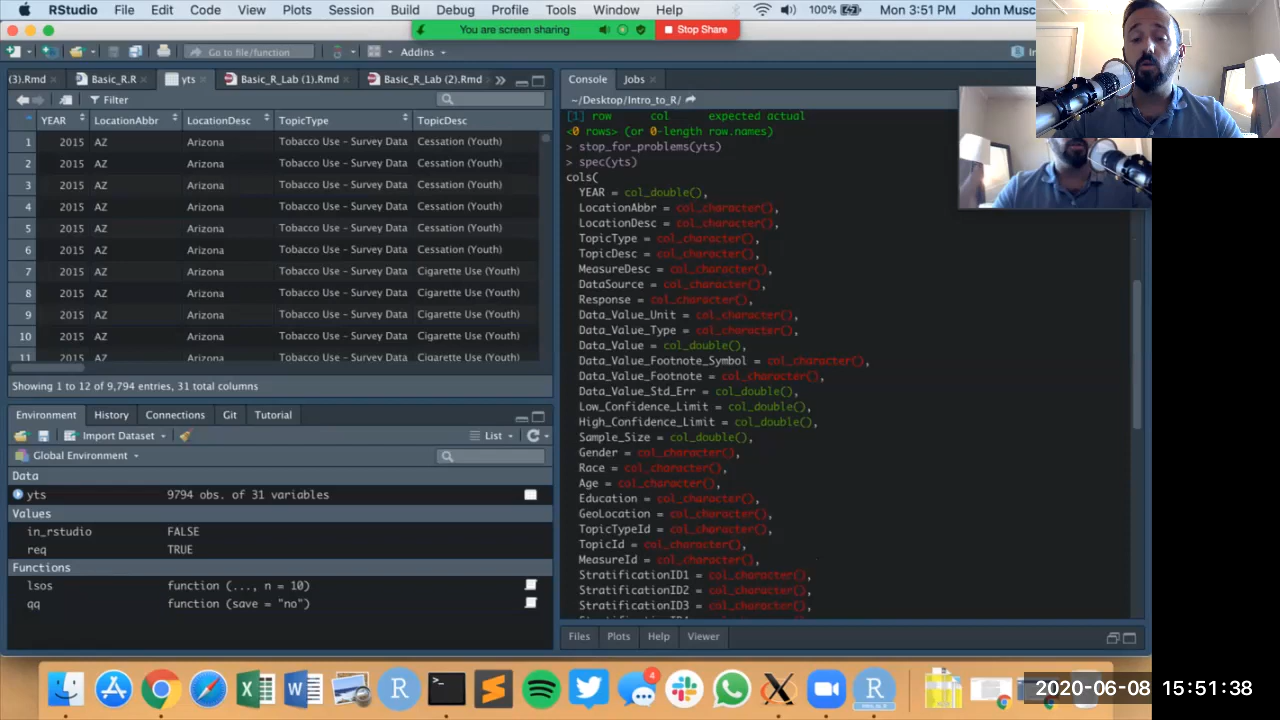 RStudio File Edit Code View Plots Session Build Debug Profile Tools Window Help 100% Mon 3:51 PM John Musc
You are screen sharing Stop Share
Go to file/function Addins
(3).Rmd Basic_R.R yts Basic_R_Lab (1).Rmd Basic_R_Lab (2).Rmd
Filter
YEAR LocationAbbr LocationDesc TopicType TopicDesc
1 2015 AZ Arizona Tobacco Use – Survey Data Cessation (Youth)
2 2015 AZ Arizona Tobacco Use – Survey Data Cessation (Youth)
3 2015 AZ Arizona Tobacco Use – Survey Data Cessation (Youth)
4 2015 AZ Arizona Tobacco Use – Survey Data Cessation (Youth)
5 2015 AZ Arizona Tobacco Use – Survey Data Cessation (Youth)
6 2015 AZ Arizona Tobacco Use – Survey Data Cessation (Youth)
7 2015 AZ Arizona Tobacco Use – Survey Data Cigarette Use (Youth)
8 2015 AZ Arizona Tobacco Use – Survey Data Cigarette Use (Youth)
9 2015 AZ Arizona Tobacco Use – Survey Data Cigarette Use (Youth)
10 2015 AZ Arizona Tobacco Use – Survey Data Cigarette Use (Youth)
11 2015 AZ Arizona Tobacco Use – Survey Data Cigarette Use (Youth)
Showing 1 to 12 of 9,794 entries, 31 total columns
Environment History Connections Git Tutorial
Import Dataset List
Global Environment
Data
yts 9794 obs. of 31 variables
Values
in_rstudio FALSE
req TRUE
Functions
lsos function (..., n = 10)
qq function (save = "no")
Console Jobs
~/Desktop/Intro_to_R/
[1] row col expected actual
<0 rows> (or 0-length row.names)
> stop_for_problems(yts)
> spec(yts)
cols(
YEAR = col_double(),
LocationAbbr = col_character(),
LocationDesc = col_character(),
TopicType = col_character(),
TopicDesc = col_character(),
MeasureDesc = col_character(),
DataSource = col_character(),
Response = col_character(),
Data_Value_Unit = col_character(),
Data_Value_Type = col_character(),
Data_Value = col_double(),
Data_Value_Footnote_Symbol = col_character(),
Data_Value_Footnote = col_character(),
Data_Value_Std_Err = col_double(),
Low_Confidence_Limit = col_double(),
High_Confidence_Limit = col_double(),
Sample_Size = col_double(),
Gender = col_character(),
Race = col_character(),
Age = col_character(),
Education = col_character(),
GeoLocation = col_character(),
TopicTypeId = col_character(),
TopicId = col_character(),
MeasureId = col_character(),
StratificationID1 = col_character(),
StratificationID2 = col_character(),
StratificationID3 = col_character(),
Files Plots Help Viewer
4
2020-06-08 15:51:38